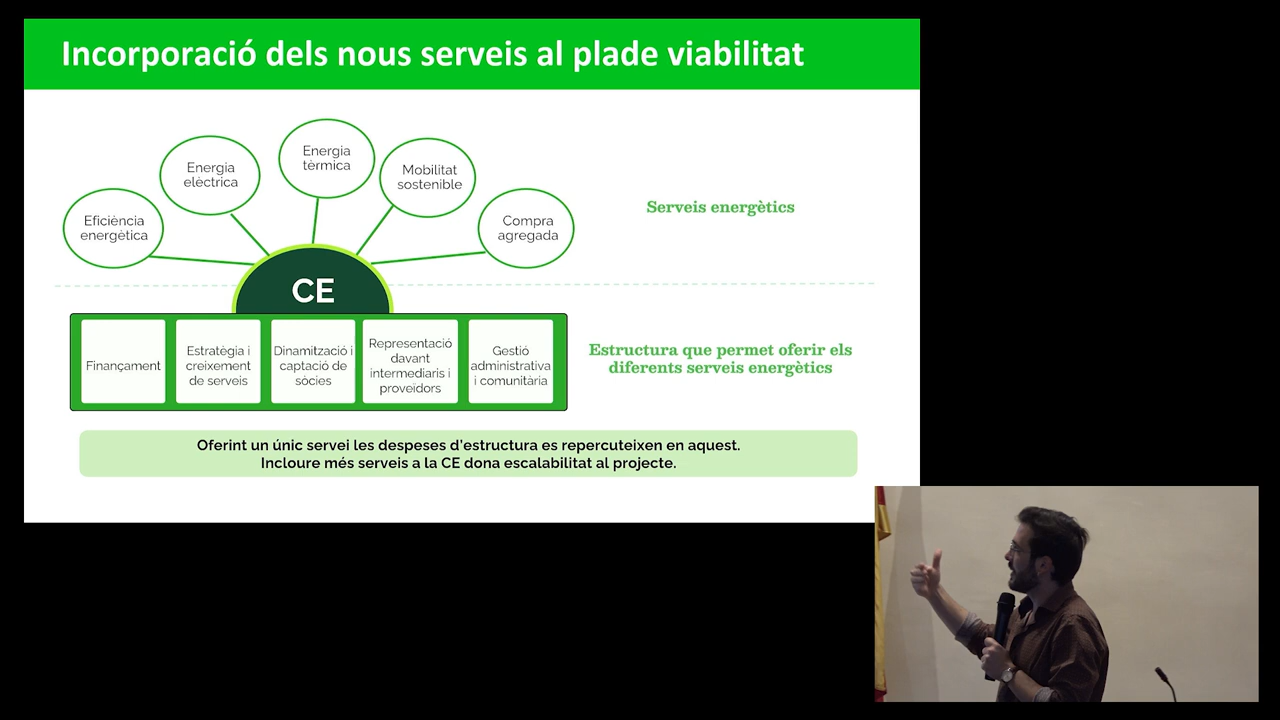 Incorporació dels nous serveis al plade viabilitat
Energia
tèrmica
Energia
elèctrica
Mobilitat
sostenible
Eficiència
energètica
Compra
agregada
Serveis energètics
CE
Finançament
Estratègia i
creixement
de serveis
Dinamització i
captació de
sòcies
Representació
davant
intermediaris i
proveïdors
Gestió
administrativa
i comunitària
Estructura que permet oferir els
diferents serveis energètics
Oferint un únic servei les despeses d'estructura es repercuteixen en aquest.
Incloure més serveis a la CE dona escalabilitat al projecte.